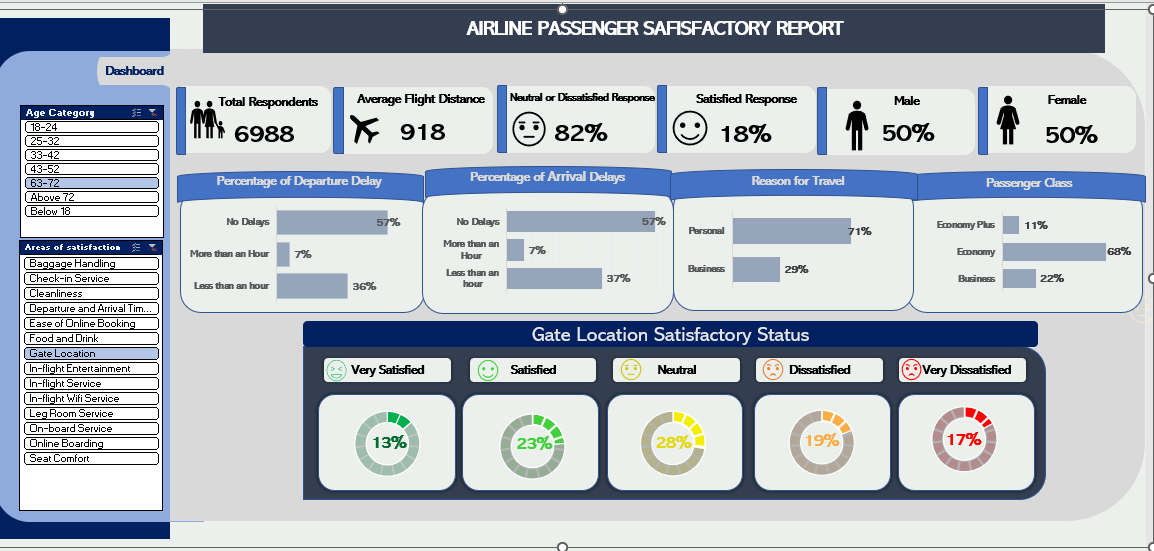 AIRLINE PASSENGER SAFISFACTORY REPORT
Dashboard
Age Category
18-24
25-32
33-42
43-52
63-72
Above 72
Below 18
Areas of satisfaction
Baggage Handling
Check-in Service
Cleanliness
Departure and Arrival Tim...
Ease of Online Booking
Food and Drink
Gate Location
In-flight Entertainment
In-flight Service
In-flight Wifi Service
Leg Room Service
On-board Service
Online Boarding
Seat Comfort
Total Respondents
6988
Average Flight Distance
918
Neutral or Dissatisfied Response
82%
Satisfied Response
18%
Male
50%
Female
50%
Percentage of Departure Delay
No Delays
57%
More than an Hour
7%
Less than an hour
36%
Percentage of Arrival Delays
No Delays
57%
More than an
Hour
7%
Less than an
hour
37%
Reason for Travel
Personal
71%
Business
29%
Passenger Class
Economy Plus
11%
Economy
68%
Business
22%
Gate Location Satisfactory Status
Very Satisfied
Satisfied
Neutral
Dissatisfied
Very Dissatisfied
13%
23%
28%
19%
17%